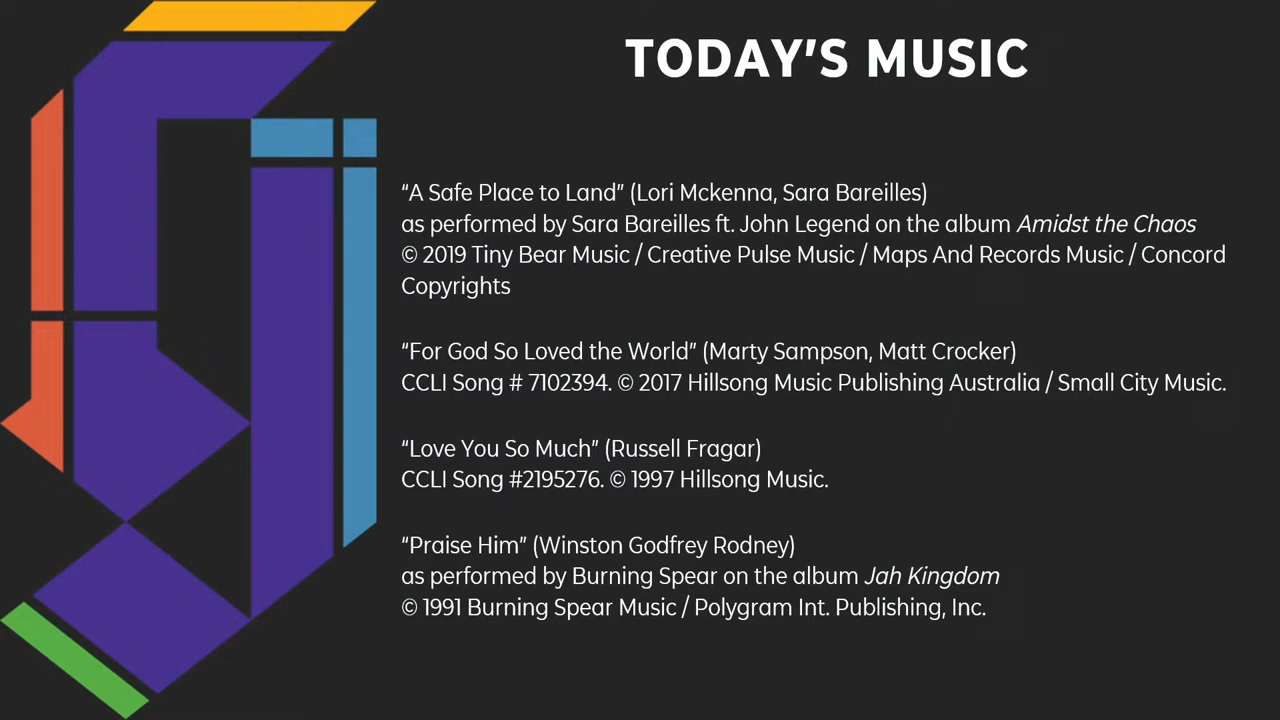 TODAY’S MUSIC
“A Safe Place to Land” (Lori Mckenna, Sara Bareilles)
as performed by Sara Bareilles ft. John Legend on the album Amidst the Chaos
© 2019 Tiny Bear Music / Creative Pulse Music / Maps And Records Music / Concord
Copyrights
“For God So Loved the World” (Marty Sampson, Matt Crocker)
CCLI Song # 7102394. © 2017 Hillsong Music Publishing Australia / Small City Music.
“Love You So Much” (Russell Fragar)
CCLI Song #2195276. © 1997 Hillsong Music.
“Praise Him” (Winston Godfrey Rodney)
as performed by Burning Spear on the album Jah Kingdom
© 1991 Burning Spear Music / Polygram Int. Publishing, Inc.